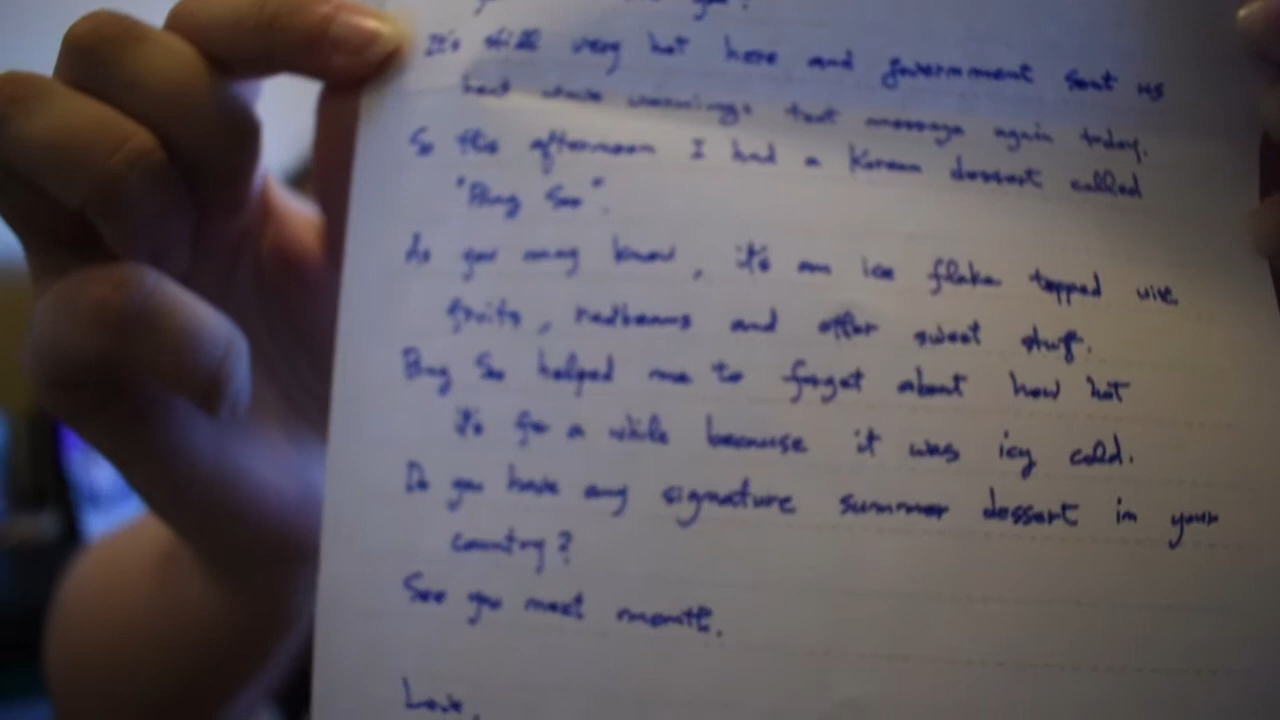 It's still very hot here and government sent us
heat wave warnings text message again today.
So this afternoon I had a Korean dessert called
"Bing Soo".
As you may know, it's an ice flake topped with
fruits, redbeans and other sweet stuff.
Bing Soo helped me to forget about how hot
it's for a while because it was icy cold.
Do you have any signature summer dessert in your
country?
See you next month.
Love,